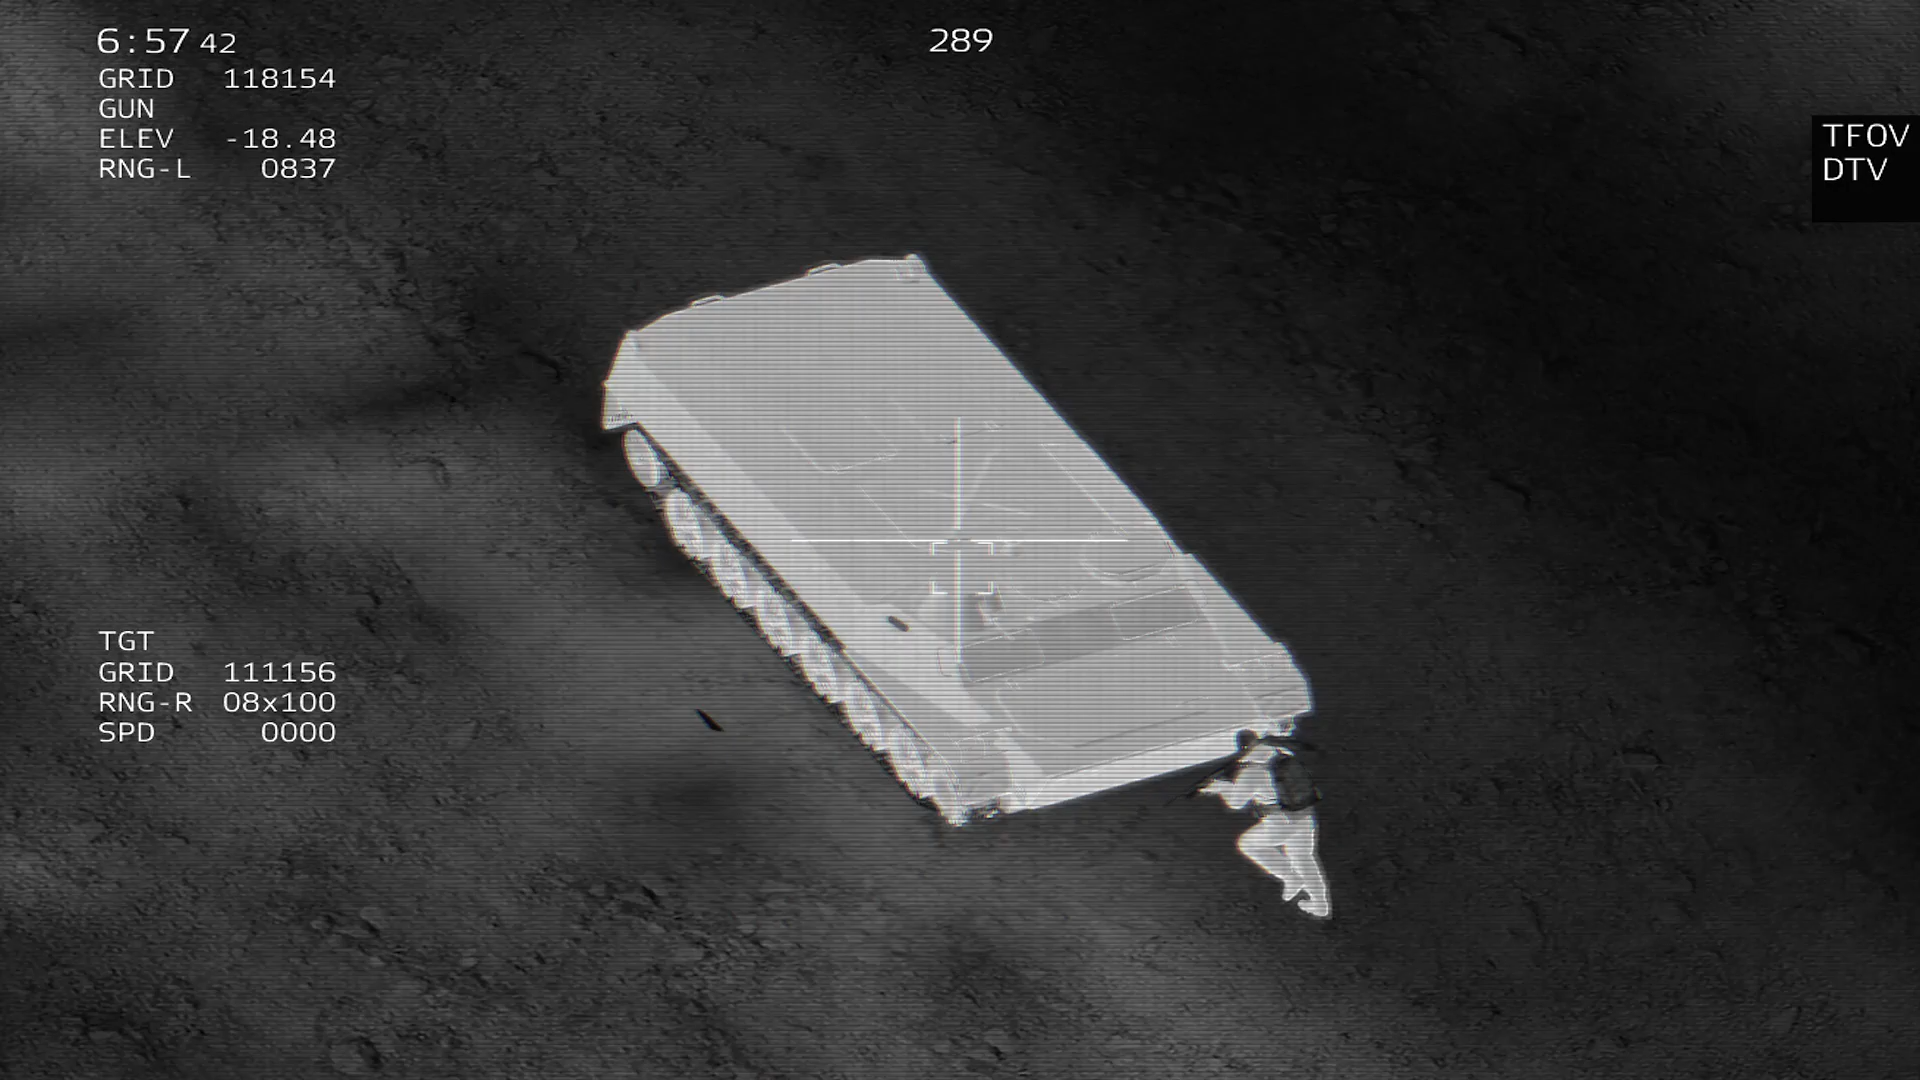 6:57 42
289
GRID 118154
GUN
ELEV -18.48
RNG-L 0837
TFOV
DTV
TGT
GRID 111156
RNG-R 08x100
SPD 0000